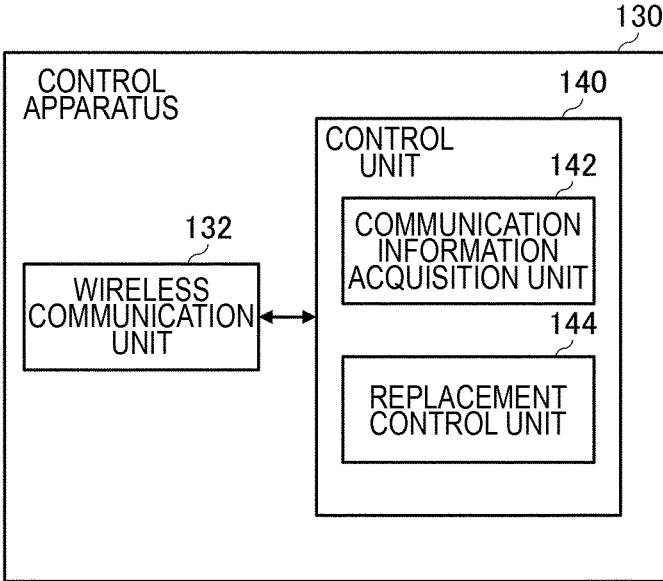 130
CONTROL
APPARATUS
140
CONTROL
UNIT
142
COMMUNICATION
INFORMATION
ACQUISITION UNIT
132
WIRELESS
COMMUNICATION
UNIT
144
REPLACEMENT
CONTROL UNIT